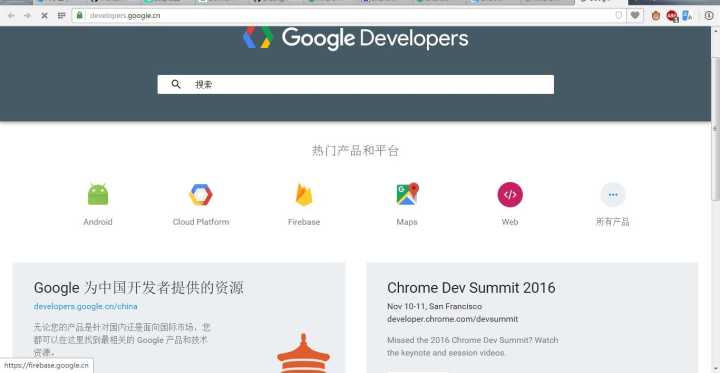 developers.google.cn
Google Developers
搜索
热门产品和平台
Android
Cloud Platform
Firebase
Maps
Web
所有产品
Google 为中国开发者提供的资源
developers.google.cn/china
无论您的产品是针对国内还是面向国际市场，您
都可以在这里找到最相关的 Google 产品和技术
资源。
Chrome Dev Summit 2016
Nov 10-11, San Francisco
developer.chrome.com/devsummit
Missed the 2016 Chrome Dev Summit? Watch
the keynote and session videos.
https://firebase.google.cn